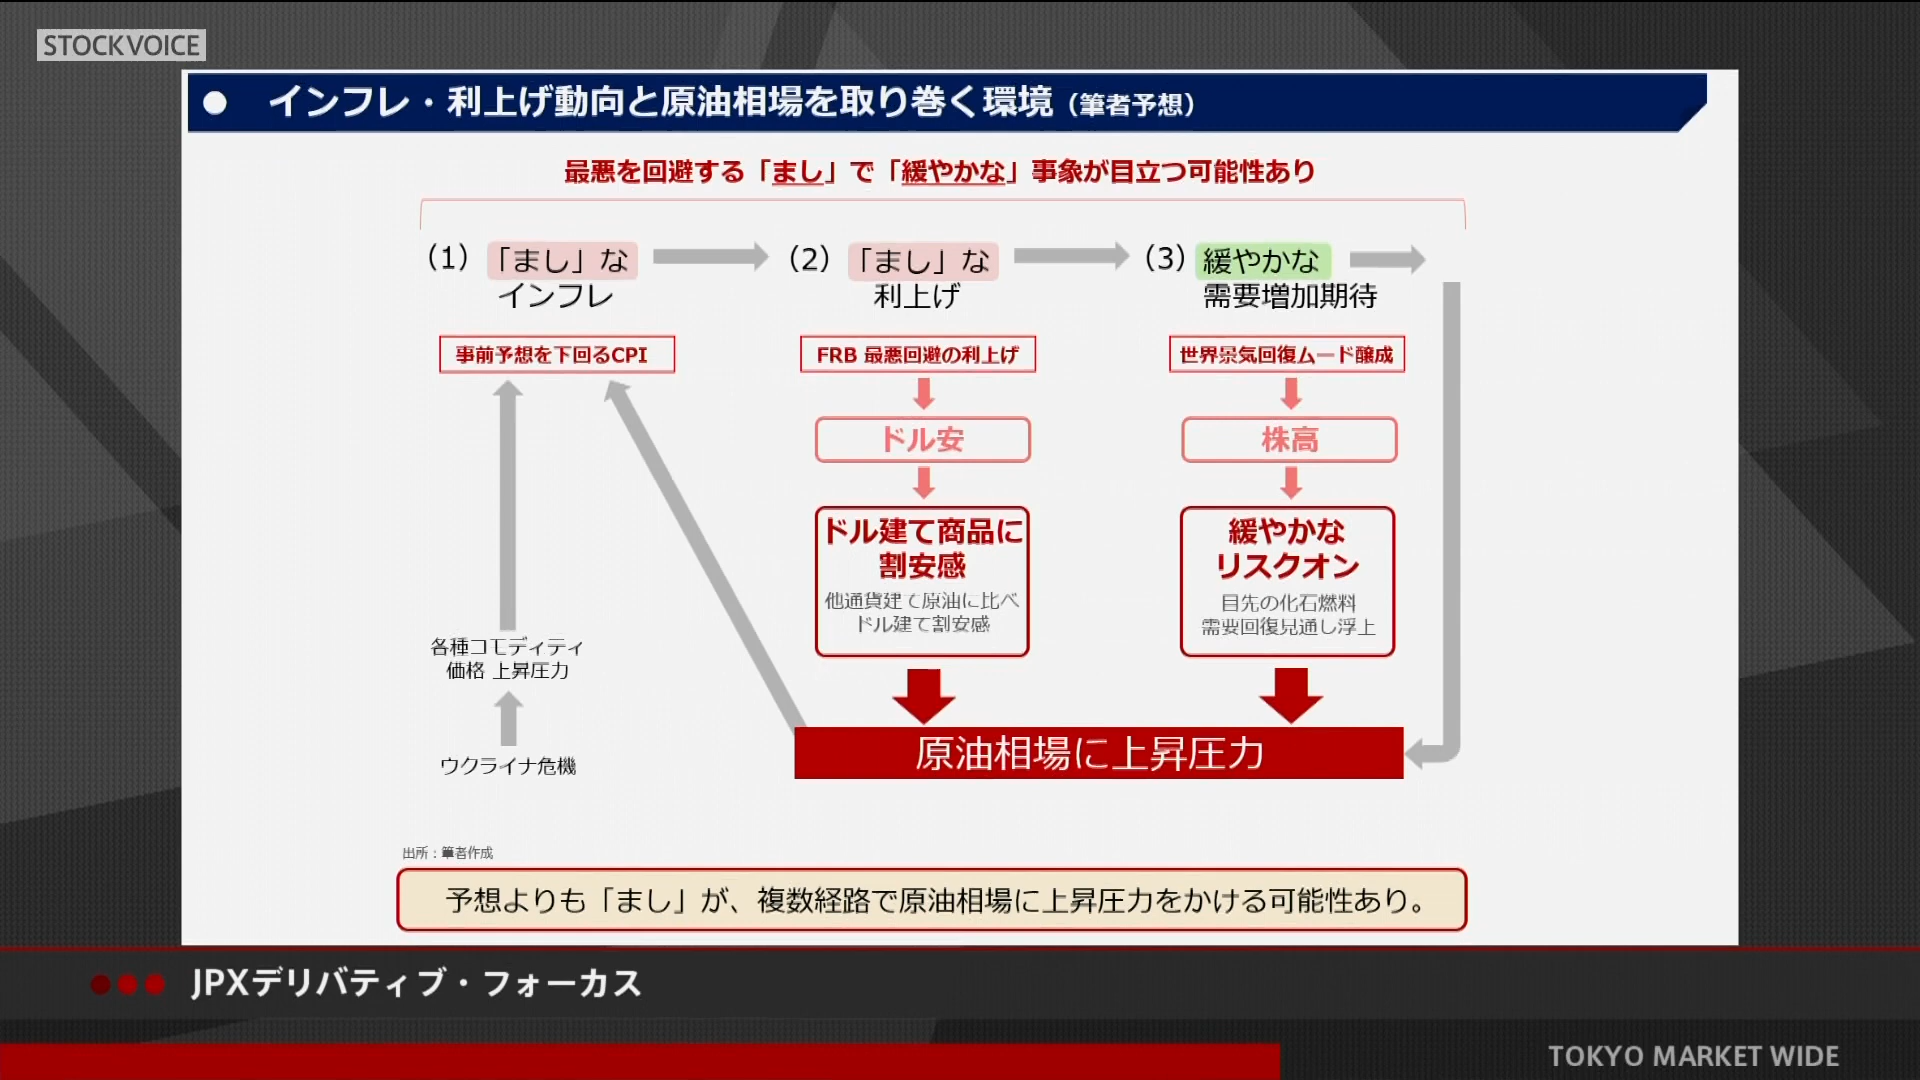 STOCKVOICE
● インフレ・利上げ動向と原油相場を取り巻く環境（筆者予想）
最悪を回避する「まし」で「緩やかな」事象が目立つ可能性あり
（1）「まし」な
インフレ
（2）「まし」な
利上げ
（3）緩やかな
需要増加期待
事前予想を下回るCPI
FRB 最悪回避の利上げ
世界景気回復ムード醸成
ドル安
株高
ドル建て商品に
割安感
他通貨建て原油に比べ
ドル建て割安感
緩やかな
リスクオン
目先の化石燃料
需要回復見通し浮上
各種コモディティ
価格 上昇圧力
ウクライナ危機
原油相場に上昇圧力
出所：筆者作成
予想よりも「まし」が、複数経路で原油相場に上昇圧力をかける可能性あり。
JPXデリバティブ・フォーカス
TOKYO MARKET WIDE